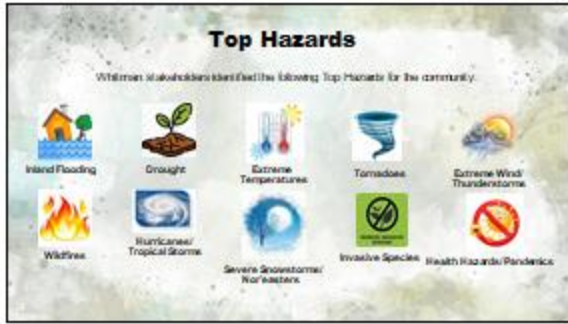 Top Hazards
Whitman stakeholders identified the following Top Hazards for the community.
Inland Flooding
Drought
Extreme
Temperatures
Tornadoes
Extreme Wind/
Thunderstorms
Wildfires
Hurricanes/
Tropical Storms
Severe Snowstorms/
Nor'easters
Invasive Species
Health Hazards/Pandemics